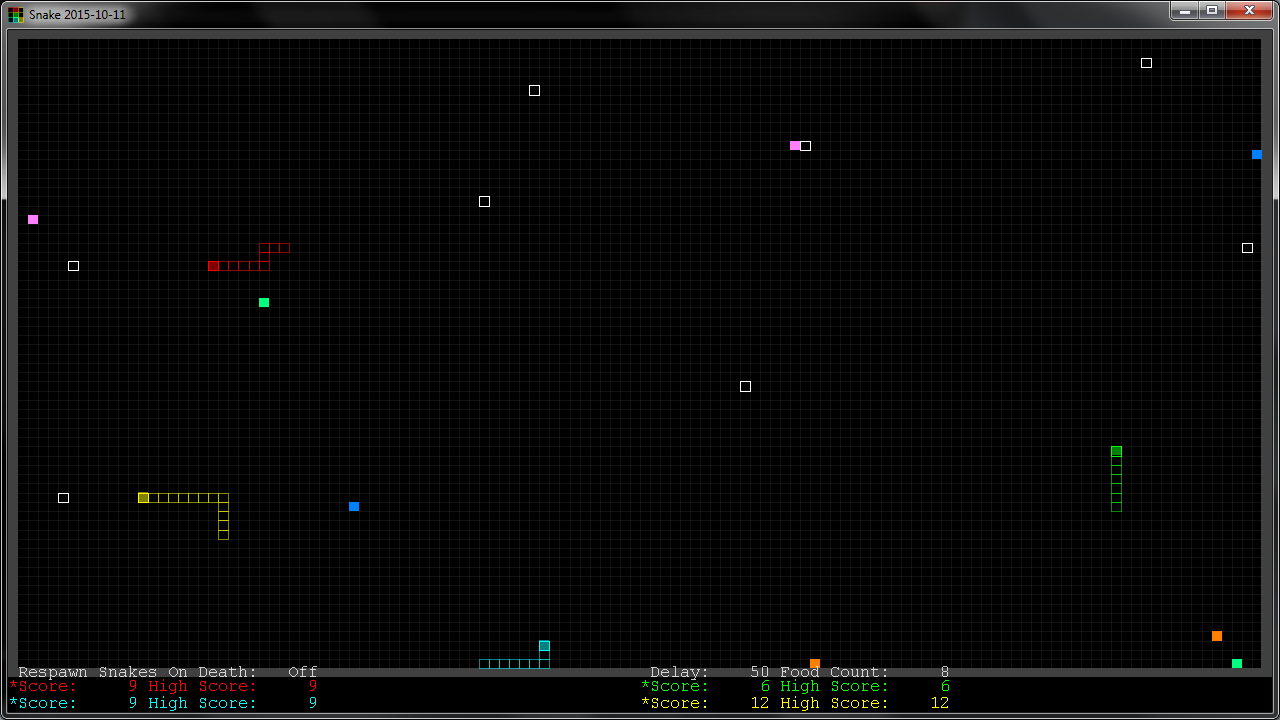 Snake 2015-10-11
Respawn Snakes On Death: Off Delay: 50 Food Count: 8
*Score: 9 High Score: 9 *Score: 6 High Score: 6
*Score: 9 High Score: 9 *Score: 12 High Score: 12